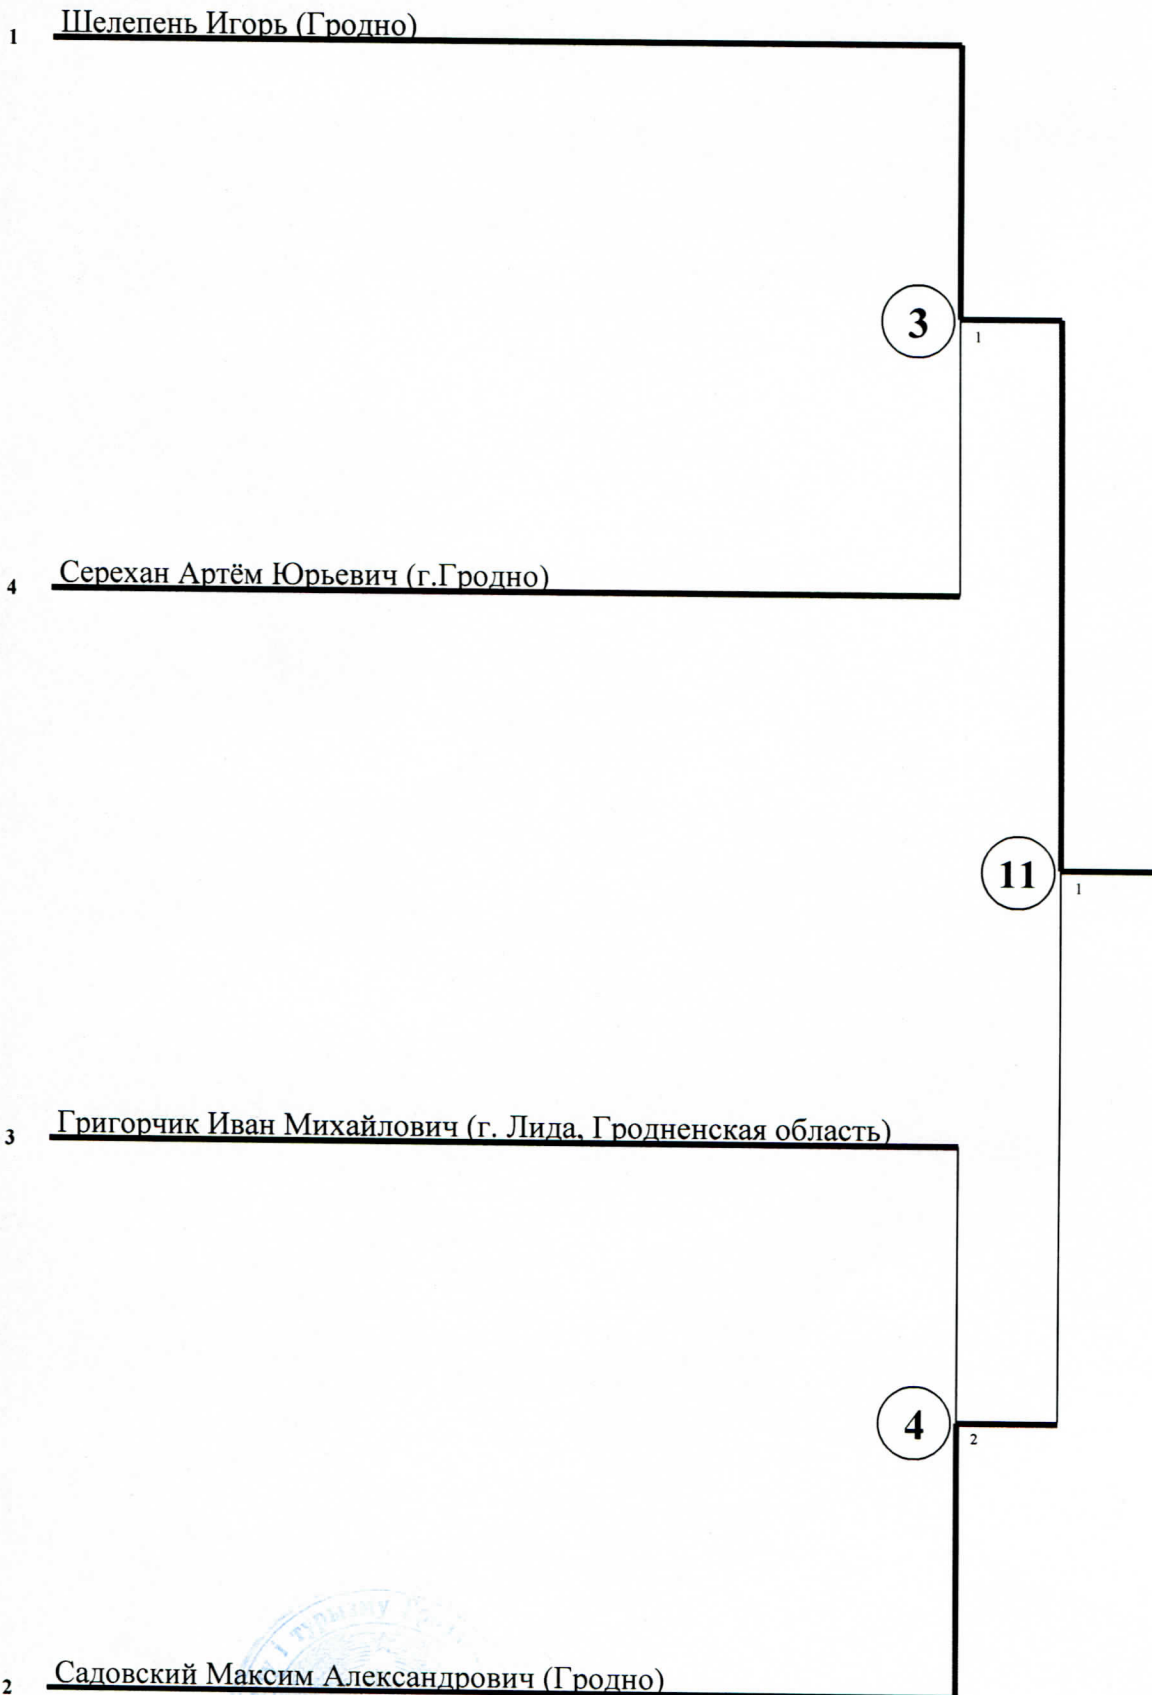 1 Шелепень Игорь (Гродно)
3
1
4 Серехан Артём Юрьевич (г.Гродно)
11
1
3 Григорчик Иван Михайлович (г. Лида, Гродненская область)
4
2
і турызму
2 Садовский Максим Александрович (Гродно)